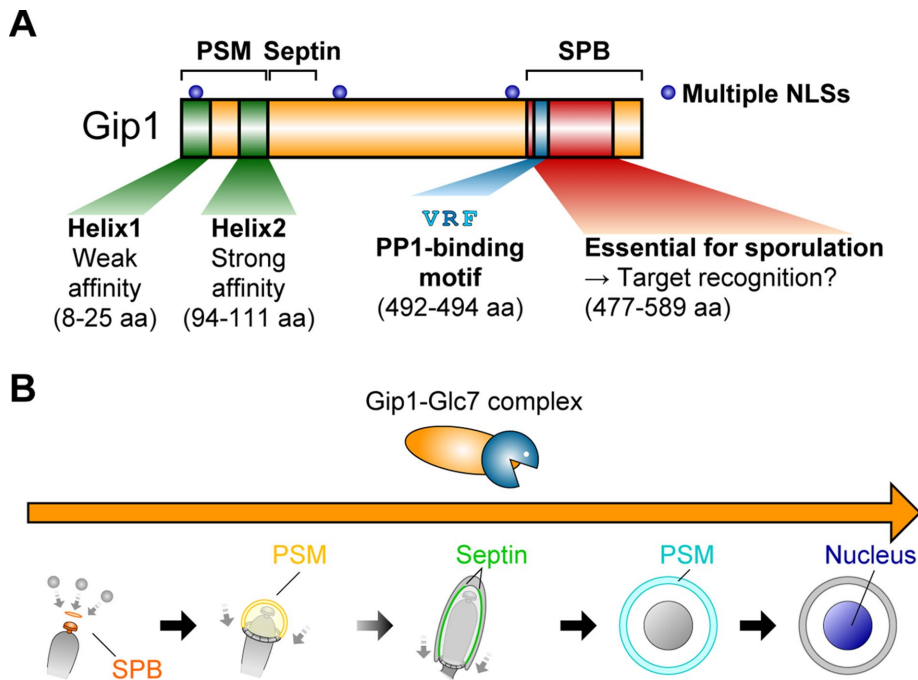 A
PSM Septin SPB
Multiple NLSs
Gip1
VRF
Helix1
Weak
affinity
(8-25 aa)
Helix2
Strong
affinity
(94-111 aa)
PP1-binding
motif
(492-494 aa)
Essential for sporulation
→ Target recognition?
(477-589 aa)
B
Gip1-Glc7 complex
PSM
Septin
PSM
Nucleus
SPB